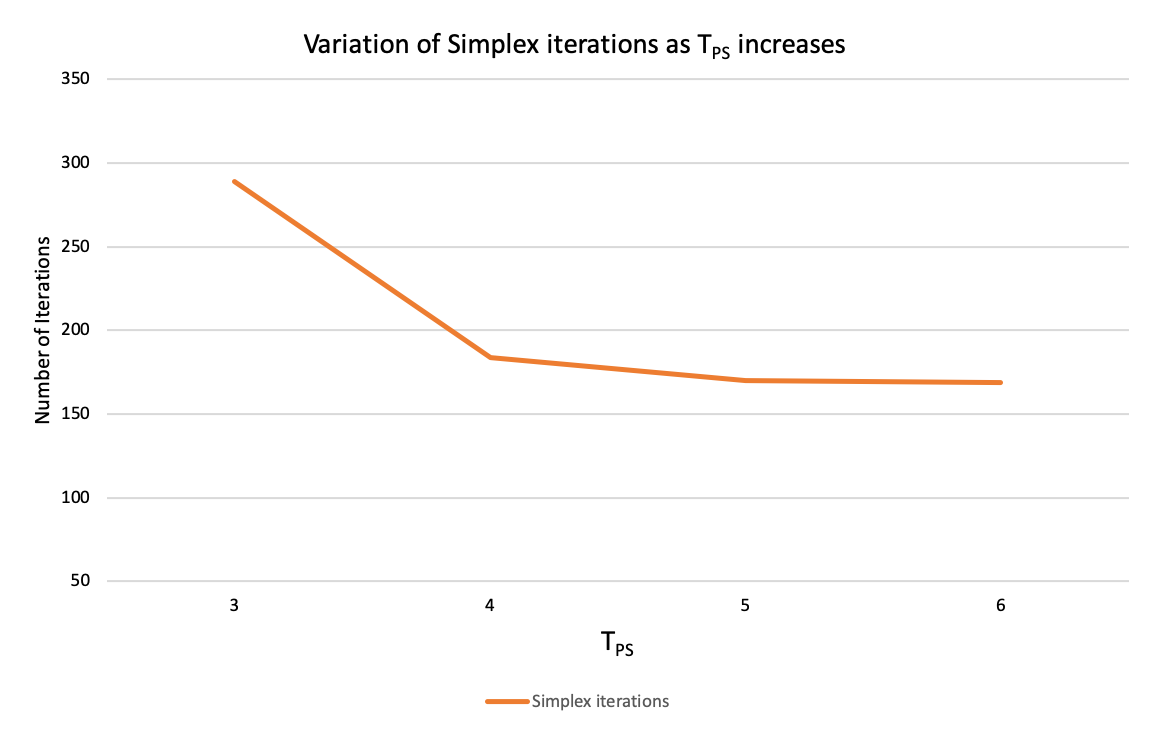 Variation of Simplex iterations as TPS increases
350
300
250
200
150
100
50
Number of Iterations
3 4 5 6
TPS
Simplex iterations